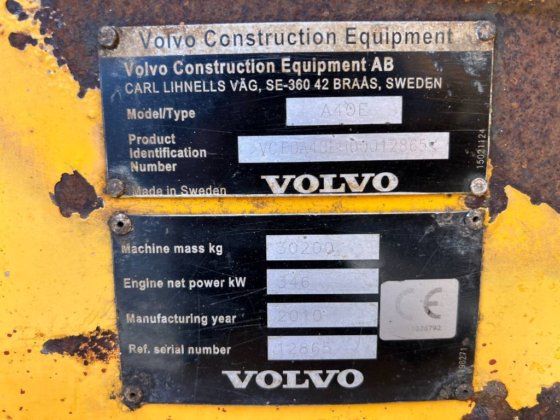 Volvo Construction Equipment
Volvo Construction Equipment AB
CARL LIHNELLS VÄG, SE-360 42 BRAÅS, SWEDEN
Model/Type A40E
Product
Identification
Number
15021124
Made in Sweden VOLVO
Machine mass kg 30200
Engine net power kW 346
Manufacturing year 2010
Ref. serial number 12865
CE
VOLVO